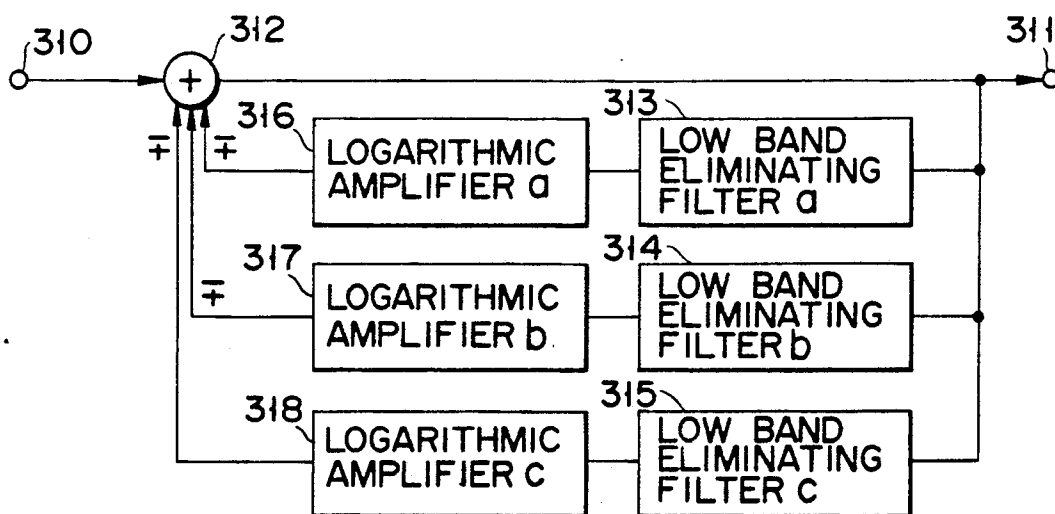 310
312
311
+
316
313
∓
∓
LOGARITHMIC
AMPLIFIER a
LOW BAND
ELIMINATING
FILTER a
317
314
∓
LOGARITHMIC
AMPLIFIER b
LOW BAND
ELIMINATING
FILTER b
318
315
LOGARITHMIC
AMPLIFIER c
LOW BAND
ELIMINATING
FILTER c